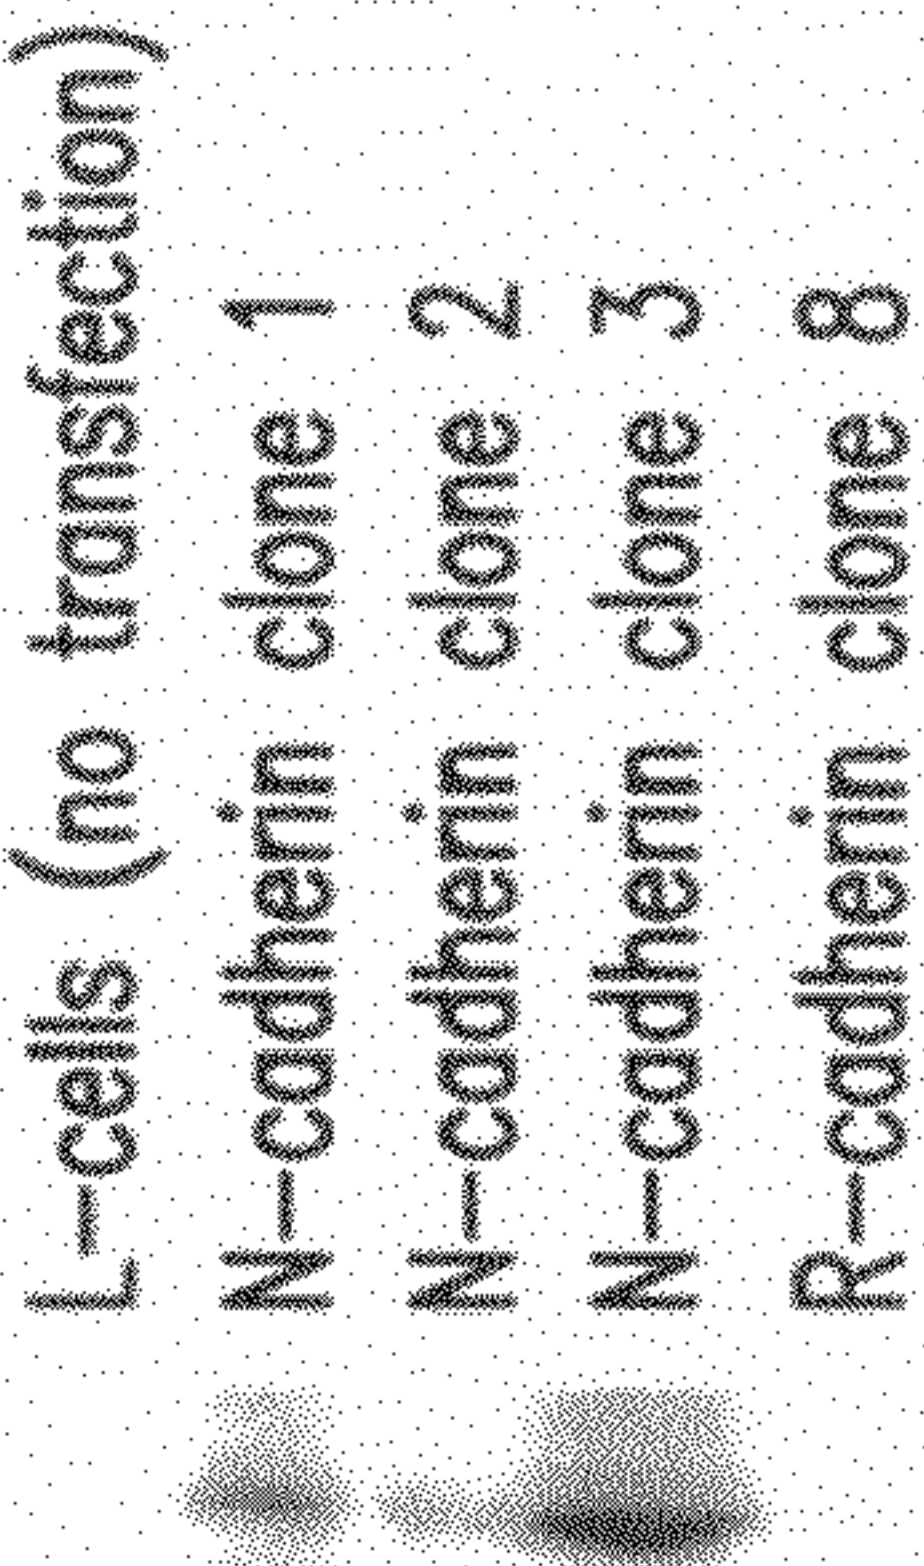 L-cells (no transfection)
N-cadherin clone 1
N-cadherin clone 2
N-cadherin clone 3
R-cadherin clone 8